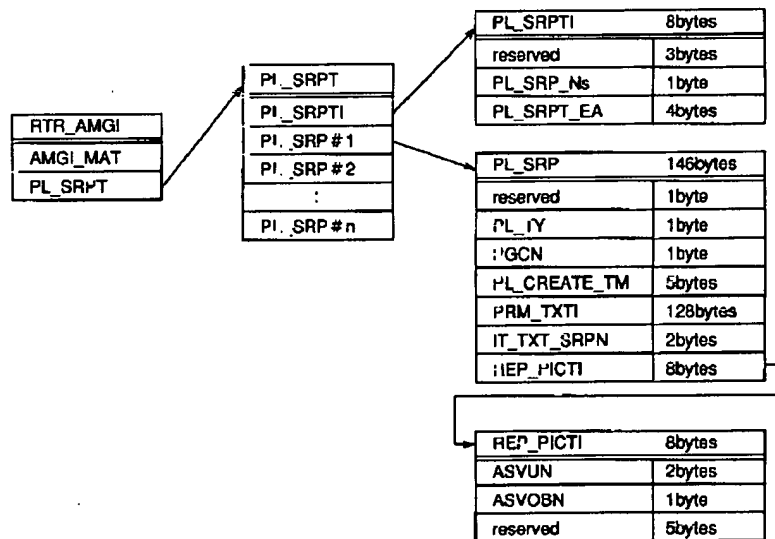 RTR_AMGI
AMGI_MAT
PL_SRPT
PL_SRPT
PL_SRPTI
PL_SRP#1
PL_SRP#2
:
PL_SRP#n
PL_SRPTI 8bytes
reserved 3bytes
PL_SRP_Ns 1byte
PL_SRPT_EA 4bytes
PL_SRP 146bytes
reserved 1byte
PL_TY 1byte
PGCN 1byte
PL_CREATE_TM 5bytes
PRM_TXTI 128bytes
IT_TXT_SRPN 2bytes
REP_PICTI 8bytes
REP_PICTI 8bytes
ASVUN 2bytes
ASVOBN 1byte
reserved 5bytes